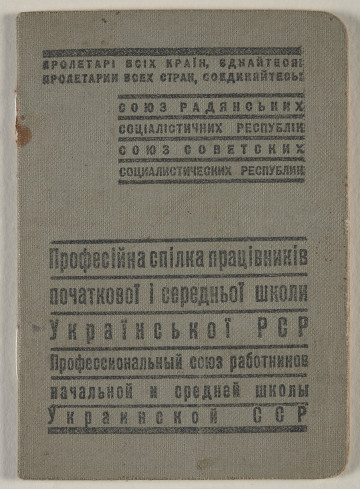 ПРОЛЕТАРІ ВСІХ КРАЇН, ЄДНАЙТЕСЯ!
ПРОЛЕТАРИИ ВСЕХ СТРАН, СОЕДИНЯЙТЕСЬ!
СОЮЗ РАДЯНСЬКИХ
СОЦІАЛІСТИЧНИХ РЕСПУБЛІК
СОЮЗ СОВЕТСКИХ
СОЦИАЛИСТИЧЕСКИХ РЕСПУБЛИК
Професійна спілка працівників
початкової і середньої школи
Української РСР
Профессиональный союз работников
начальной и средней школы
Украинской ССР